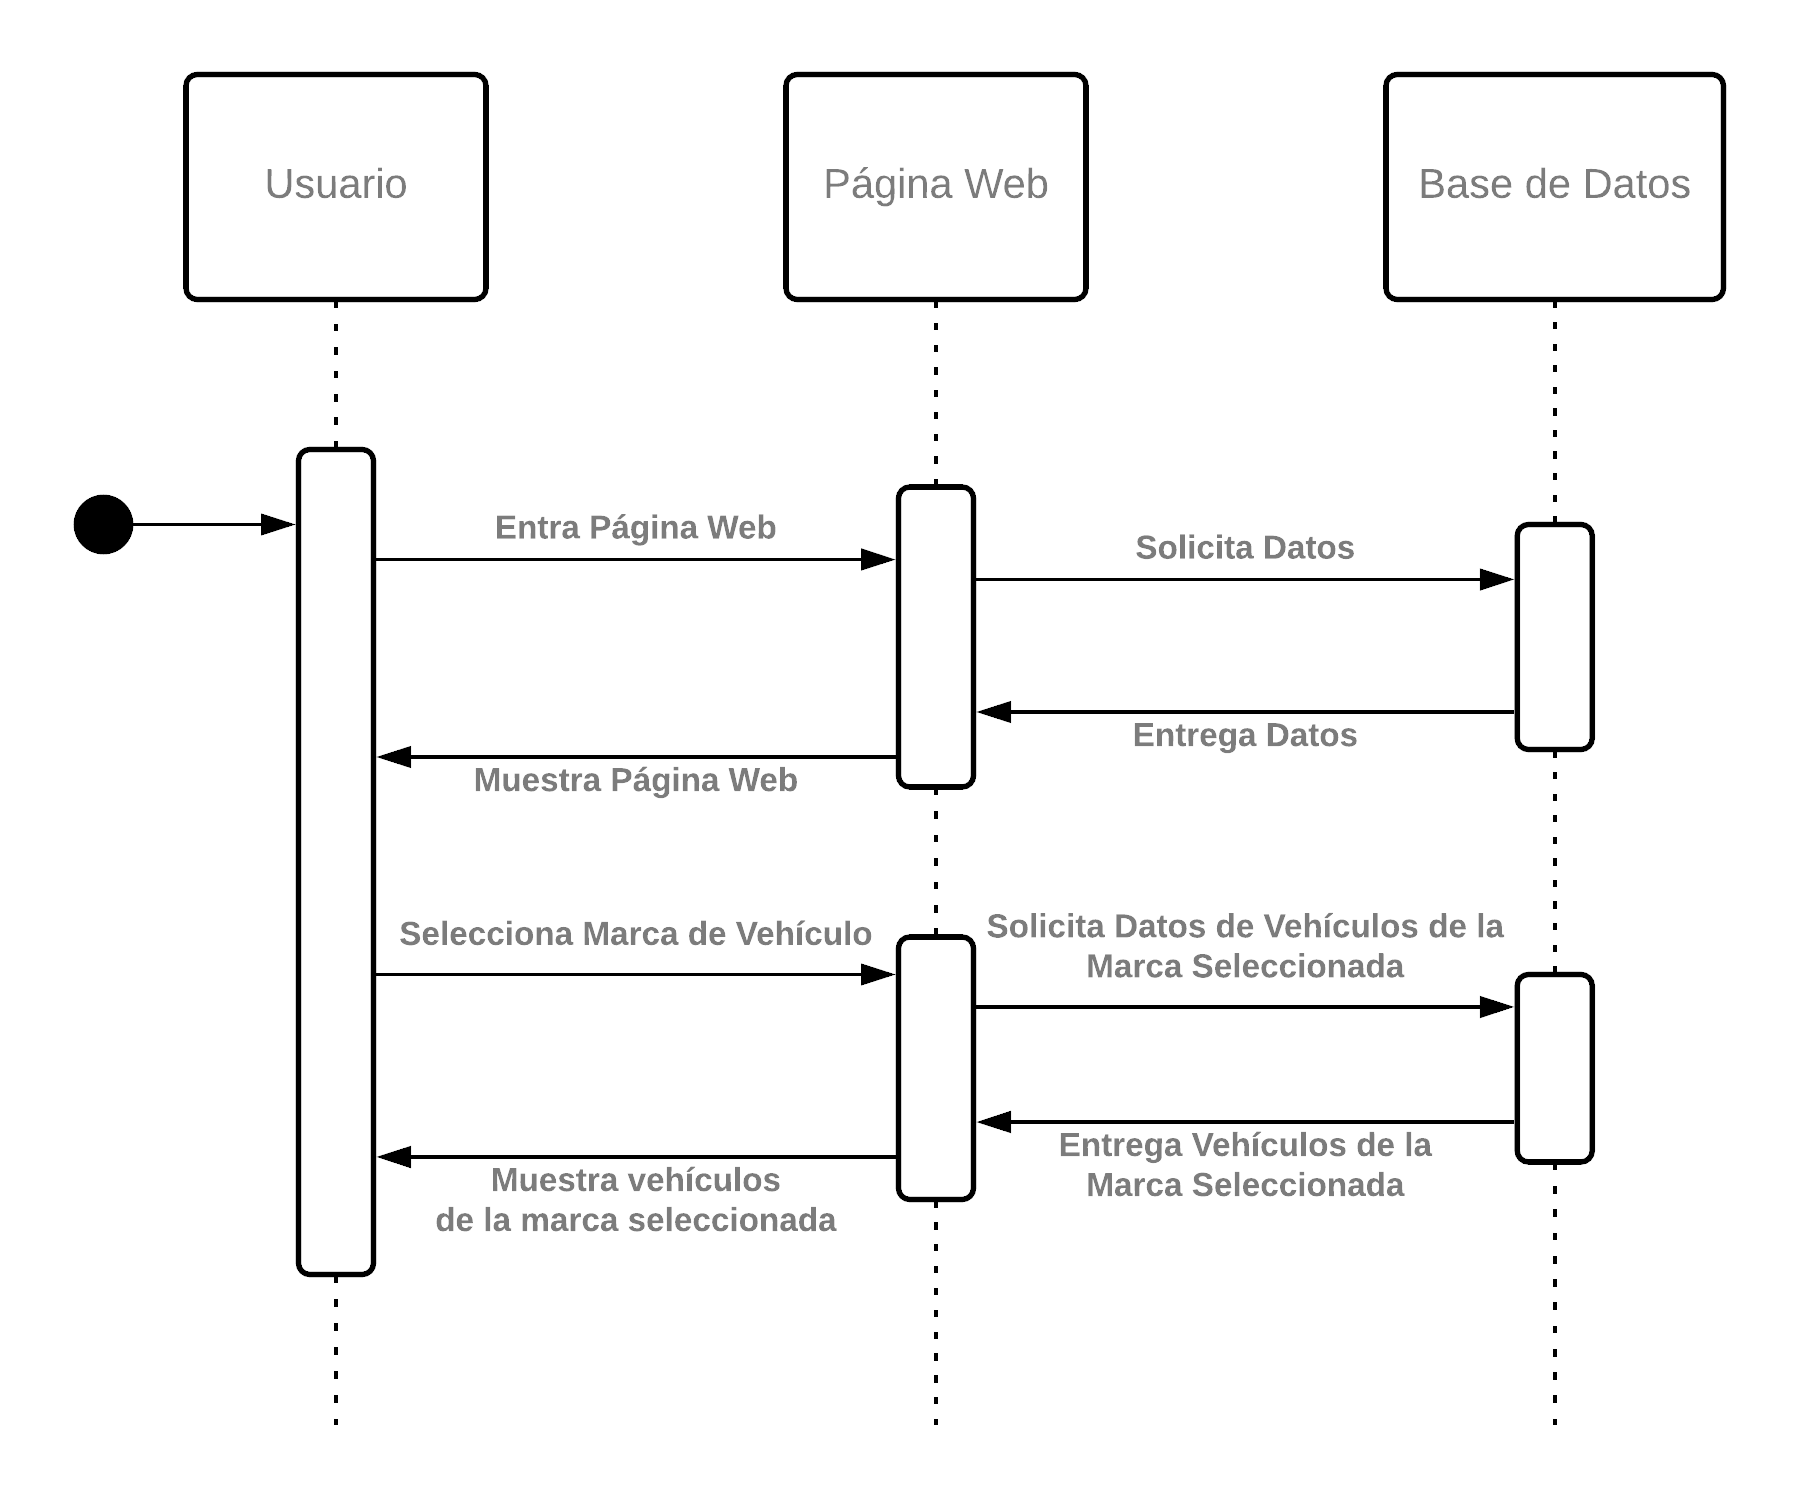 Usuario
Página Web
Base de Datos
Entra Página Web
Solicita Datos
Entrega Datos
Muestra Página Web
Selecciona Marca de Vehículo
Solicita Datos de Vehículos de la
Marca Seleccionada
Entrega Vehículos de la
Marca Seleccionada
Muestra vehículos
de la marca seleccionada